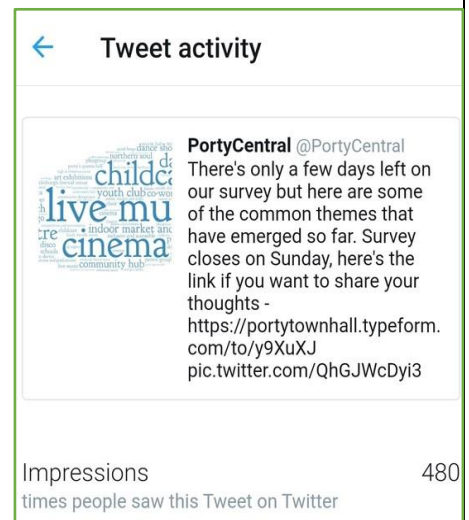 Tweet activity
childca
youth club
live mu
indoor market and
cinema
community hub
PortyCentral @PortyCentral
There's only a few days left on
our survey but here are some
of the common themes that
have emerged so far. Survey
closes on Sunday, here's the
link if you want to share your
thoughts -
https://portytownhall.typeform.
com/to/y9XuXJ
pic.twitter.com/QhGJWcDyi3
Impressions 480
times people saw this Tweet on Twitter